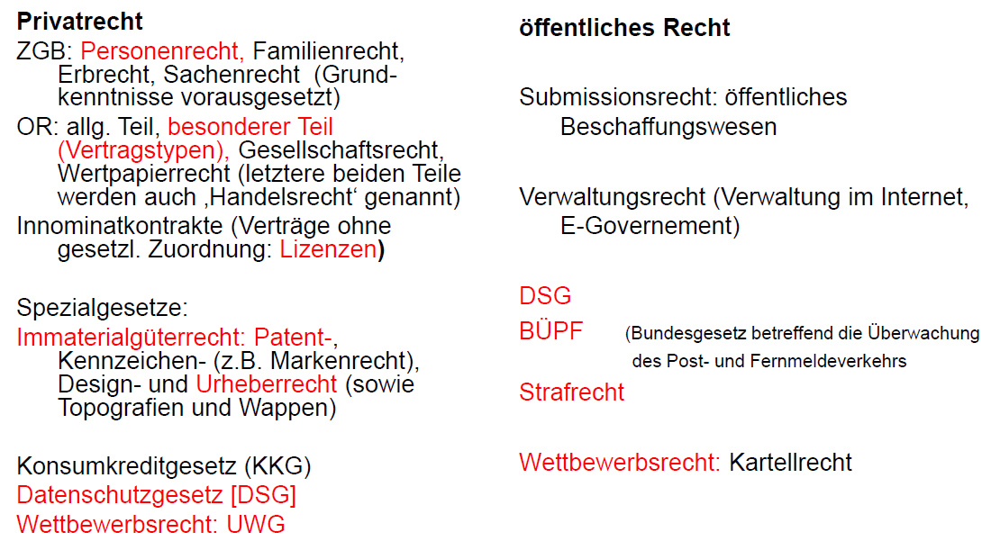 Privatrecht
ZGB: Personenrecht, Familienrecht,
Erbrecht, Sachenrecht (Grund-
kenntnisse vorausgesetzt)
OR: allg. Teil, besonderer Teil
(Vertragstypen), Gesellschaftsrecht,
Wertpapierrecht (letztere beiden Teile
werden auch ‚Handelsrecht‘ genannt)
Innominatkontrakte (Verträge ohne
gesetzl. Zuordnung: Lizenzen)
Spezialgesetze:
Immaterialgüterrecht: Patent-,
Kennzeichen- (z.B. Markenrecht),
Design- und Urheberrecht (sowie
Topografien und Wappen)
Konsumkreditgesetz (KKG)
Datenschutzgesetz [DSG]
Wettbewerbsrecht: UWG
öffentliches Recht
Submissionsrecht: öffentliches
Beschaffungswesen
Verwaltungsrecht (Verwaltung im Internet,
E-Governement)
DSG
BÜPF (Bundesgesetz betreffend die Überwachung
des Post- und Fernmeldeverkehrs
Strafrecht
Wettbewerbsrecht: Kartellrecht